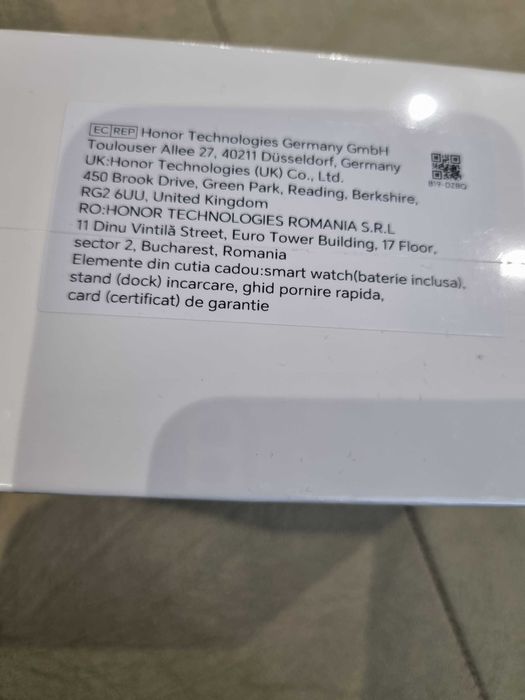 EC REP Honor Technologies Germany GmbH
Toulouser Allee 27, 40211 Düsseldorf, Germany
UK:Honor Technologies (UK) Co., Ltd.
450 Brook Drive, Green Park, Reading, Berkshire,
RG2 6UU, United Kingdom
RO:HONOR TECHNOLOGIES ROMANIA S.R.L
11 Dinu Vintilă Street, Euro Tower Building, 17 Floor,
sector 2, Bucharest, Romania
Elemente din cutia cadou:smart watch(baterie inclusa),
stand (dock) incarcare, ghid pornire rapida,
card (certificat) de garantie